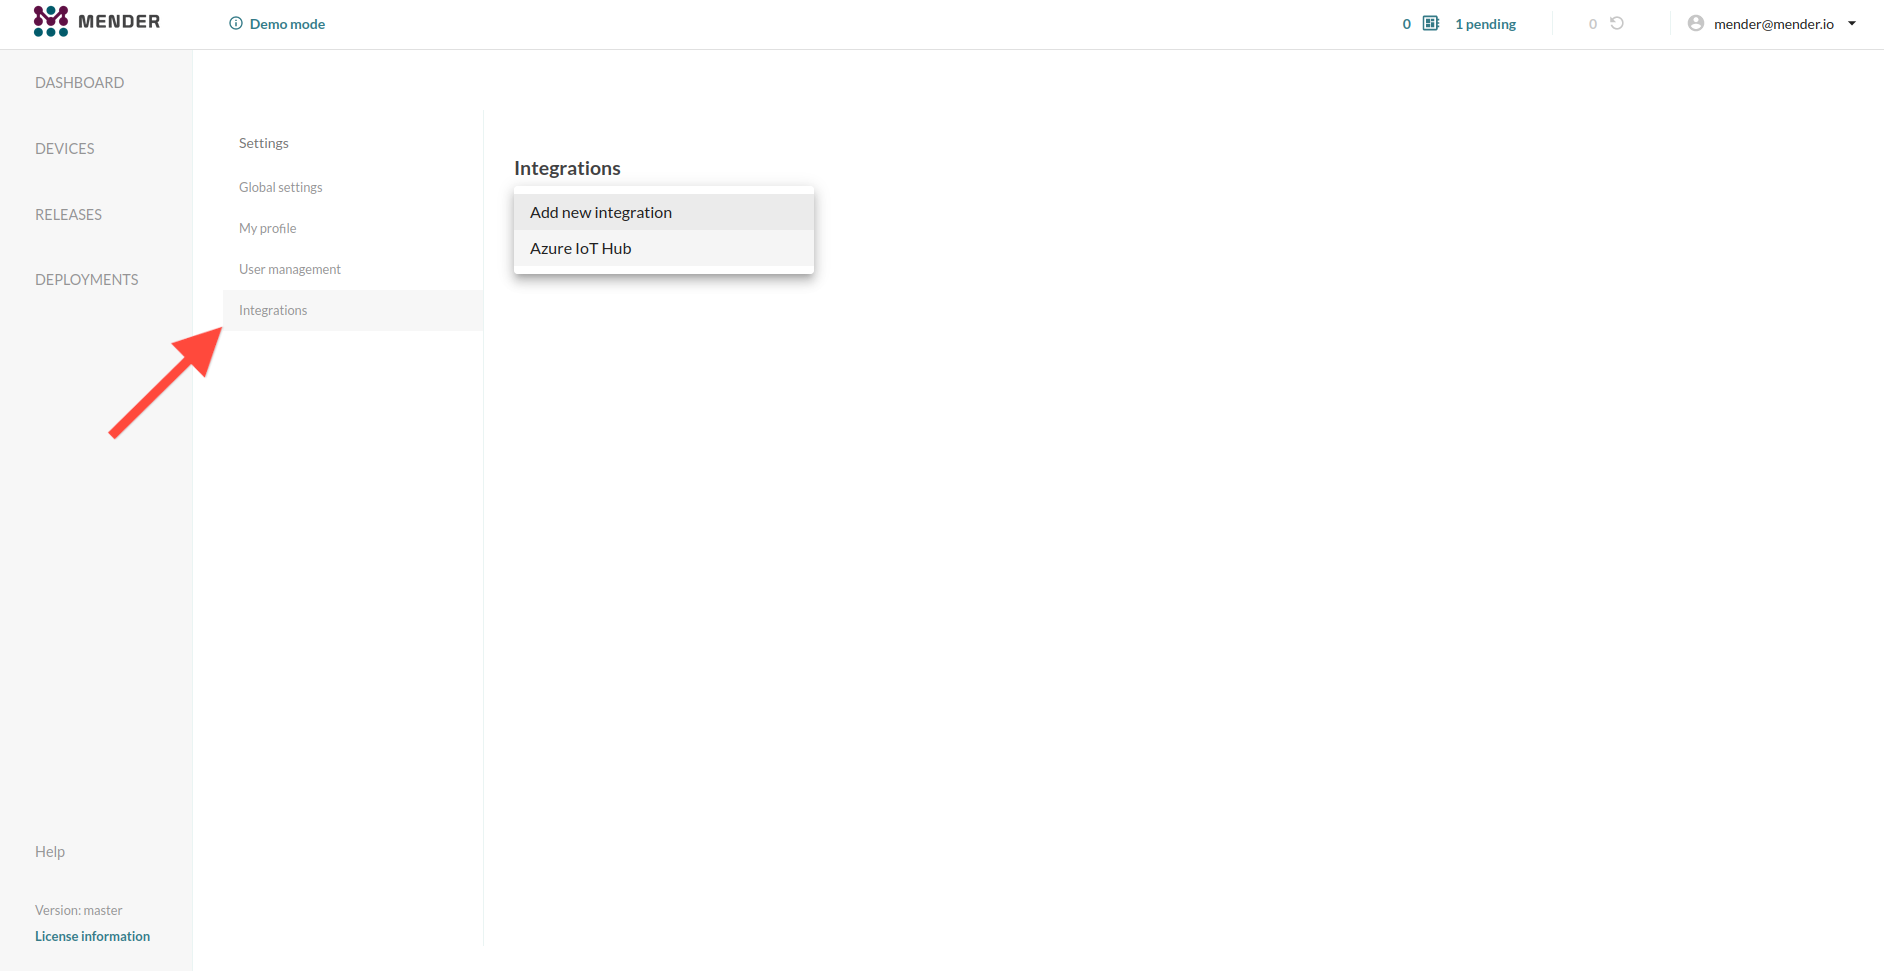 MENDER
Demo mode
0 1 pending
0
mender@mender.io
DASHBOARD
DEVICES
RELEASES
DEPLOYMENTS
Settings
Global settings
My profile
User management
Integrations
Integrations
Add new integration
Azure IoT Hub
Help
Version: master
License information